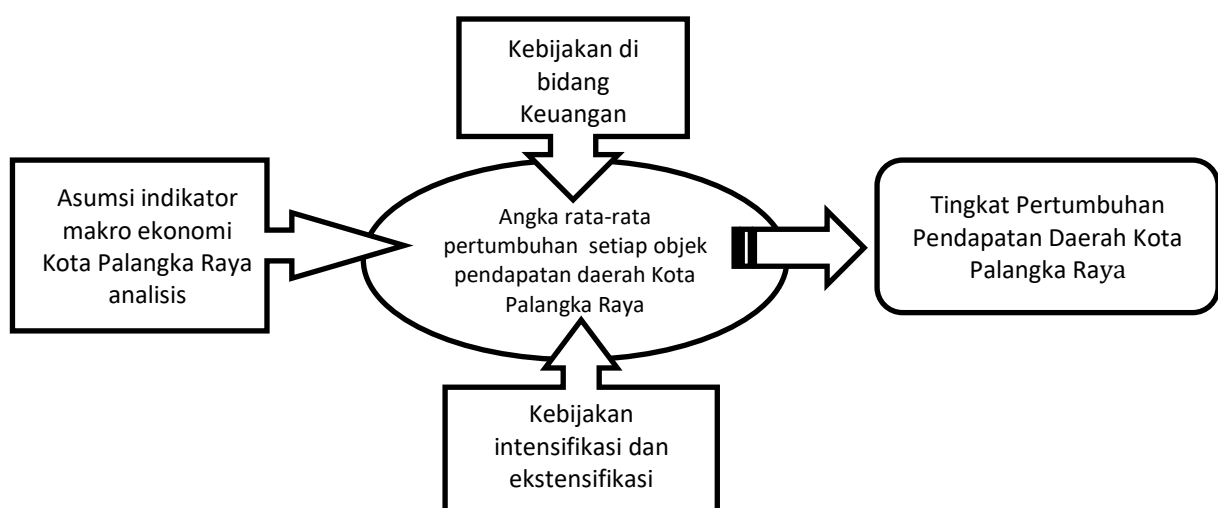 Kebijakan di
bidang
Keuangan
Asumsi indikator
makro ekonomi
Kota Palangka Raya
analisis
Angka rata-rata
pertumbuhan setiap objek
pendapatan daerah Kota
Palangka Raya
Tingkat Pertumbuhan
Pendapatan Daerah Kota
Palangka Raya
Kebijakan
intensifikasi dan
ekstensifikasi